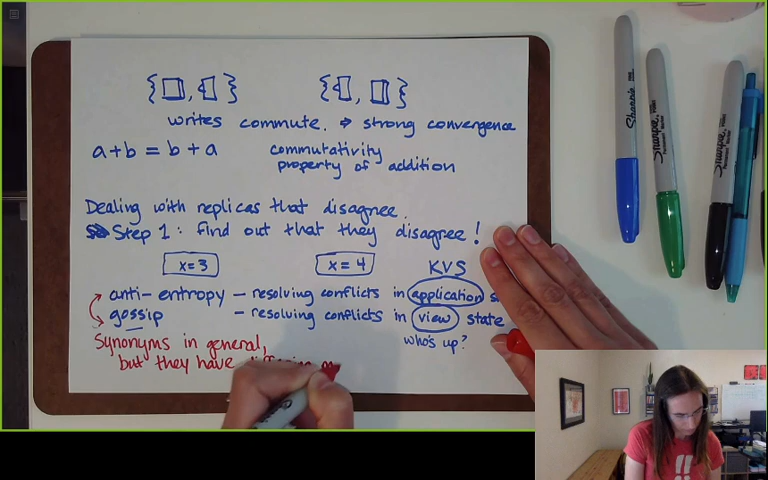 {□, ◁}    {◁, □}
writes commute. ⇒ strong convergence
a+b = b + a    commutativity
property of addition
Dealing with replicas that disagree.
Step 1: Find out that they disagree!
x=3    x=4    KVS
anti-entropy – resolving conflicts in application
gossip – resolving conflicts in view state
who's up?
Synonyms in general,
but they have
Sharpie
Sharpie
Sharpie